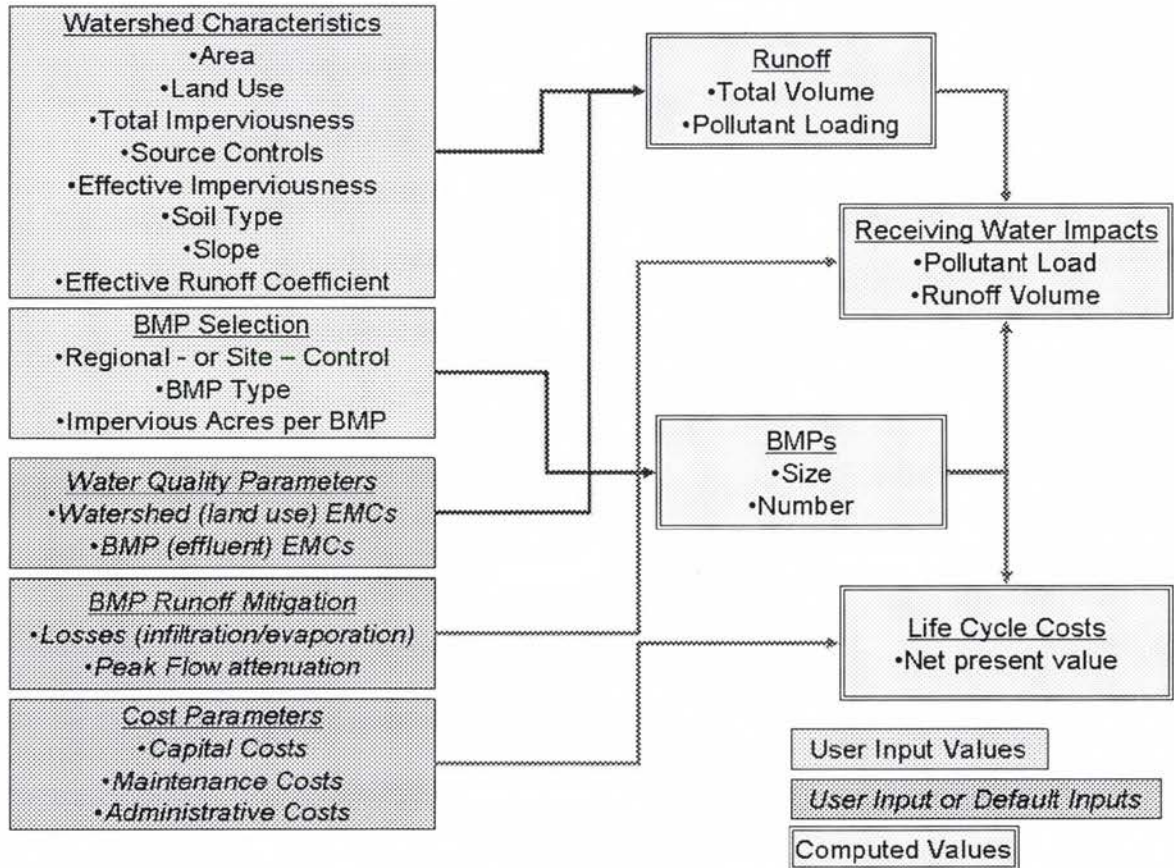 Watershed Characteristics
•Area
•Land Use
•Total Imperviousness
•Source Controls
•Effective Imperviousness
•Soil Type
•Slope
•Effective Runoff Coefficient
BMP Selection
•Regional - or Site – Control
•BMP Type
•Impervious Acres per BMP
Water Quality Parameters
•Watershed (land use) EMCs
•BMP (effluent) EMCs
BMP Runoff Mitigation
•Losses (infiltration/evaporation)
•Peak Flow attenuation
Cost Parameters
•Capital Costs
•Maintenance Costs
•Administrative Costs
Runoff
•Total Volume
•Pollutant Loading
Receiving Water Impacts
•Pollutant Load
•Runoff Volume
BMPs
•Size
•Number
Life Cycle Costs
•Net present value
User Input Values
User Input or Default Inputs
Computed Values